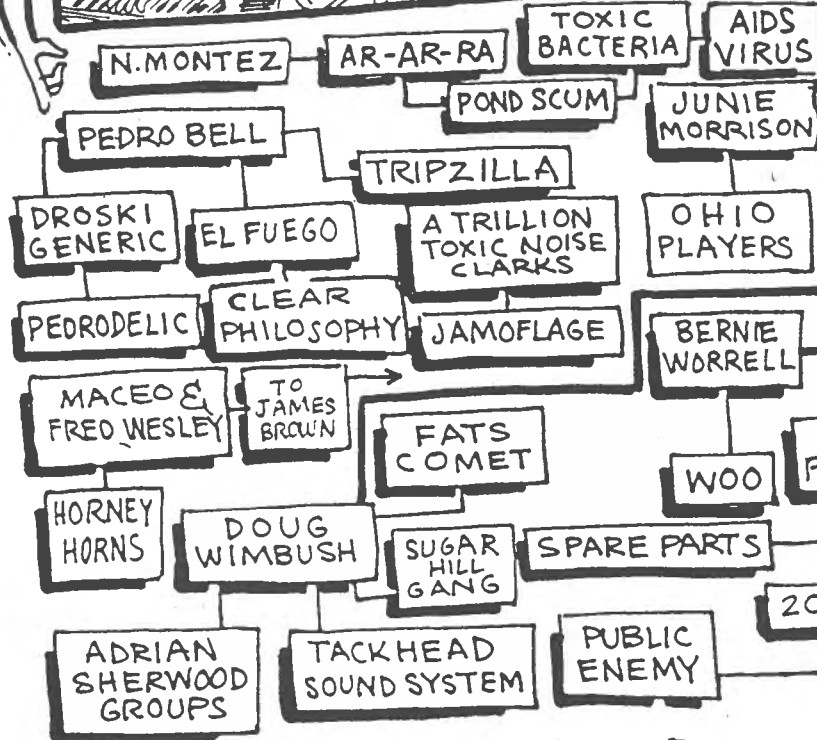 N.MONTEZ
AR-AR-RA
TOXIC
BACTERIA
AIDS
VIRUS
POND SCUM
JUNIE
MORRISON
PEDRO BELL
TRIPZILLA
DROSKI
GENERIC
EL FUEGO
A TRILLION
TOXIC NOISE
CLARKS
OHIO
PLAYERS
PEDRODELIC
CLEAR
PHILOSOPHY
JAMOFLAGE
BERNIE
WORRELL
MACEO &
FRED WESLEY
TO
JAMES
BROWN
FATS
COMET
WOO
HORNEY
HORNS
DOUG
WIMBUSH
SUGAR
HILL
GANG
SPARE PARTS
ADRIAN
SHERWOOD
GROUPS
TACKHEAD
SOUND SYSTEM
PUBLIC
ENEMY